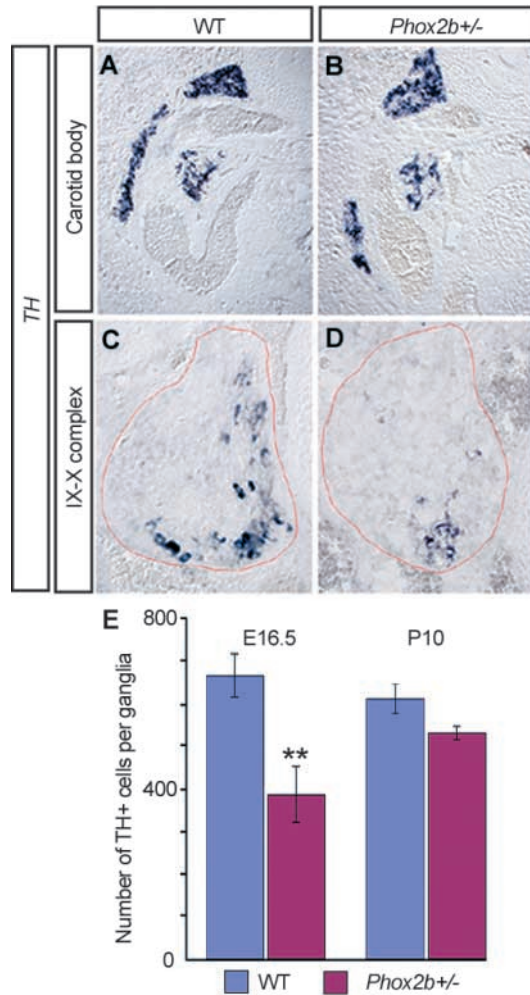 WT
Phox2b+/-
A
B
TH
Carotid body
C
D
IX-X complex
E
800
E16.5
P10
**
400
Number of TH+ cells per ganglia
0
WT
Phox2b+/-